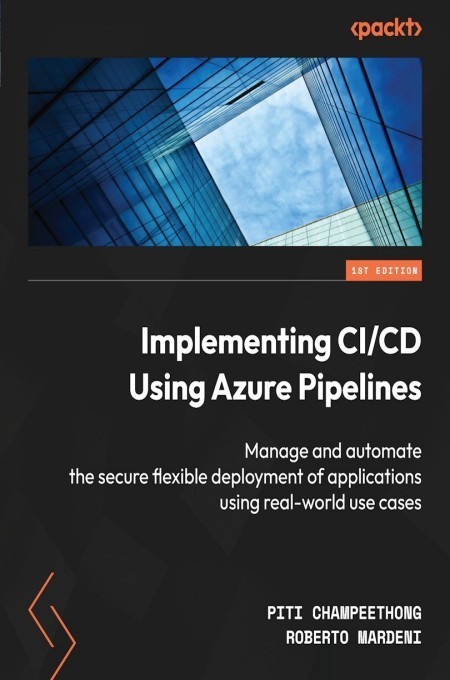 <packt>
1ST EDITION
Implementing CI/CD
Using Azure Pipelines
Manage and automate
the secure flexible deployment of applications
using real-world use cases
PITI CHAMPEETHONG
ROBERTO MARDENI